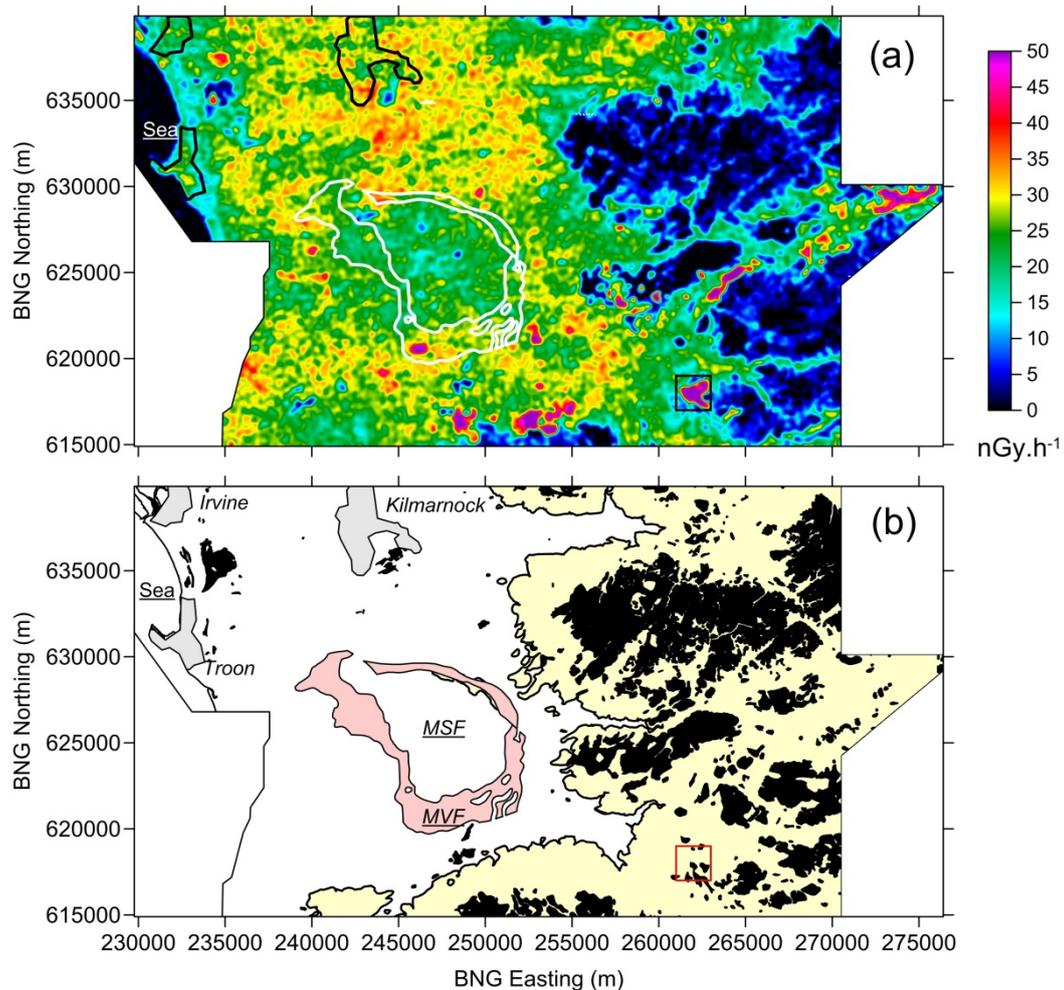 (a)
Sea
635000
630000
625000
620000
615000
BNG Northing (m)
50
45
40
35
30
25
20
15
10
5
0
nGy.h-1
(b)
Irvine
Kilmarnock
Sea
Troon
MSF
MVF
635000
630000
625000
620000
615000
BNG Northing (m)
230000 235000 240000 245000 250000 255000 260000 265000 270000 275000
BNG Easting (m)